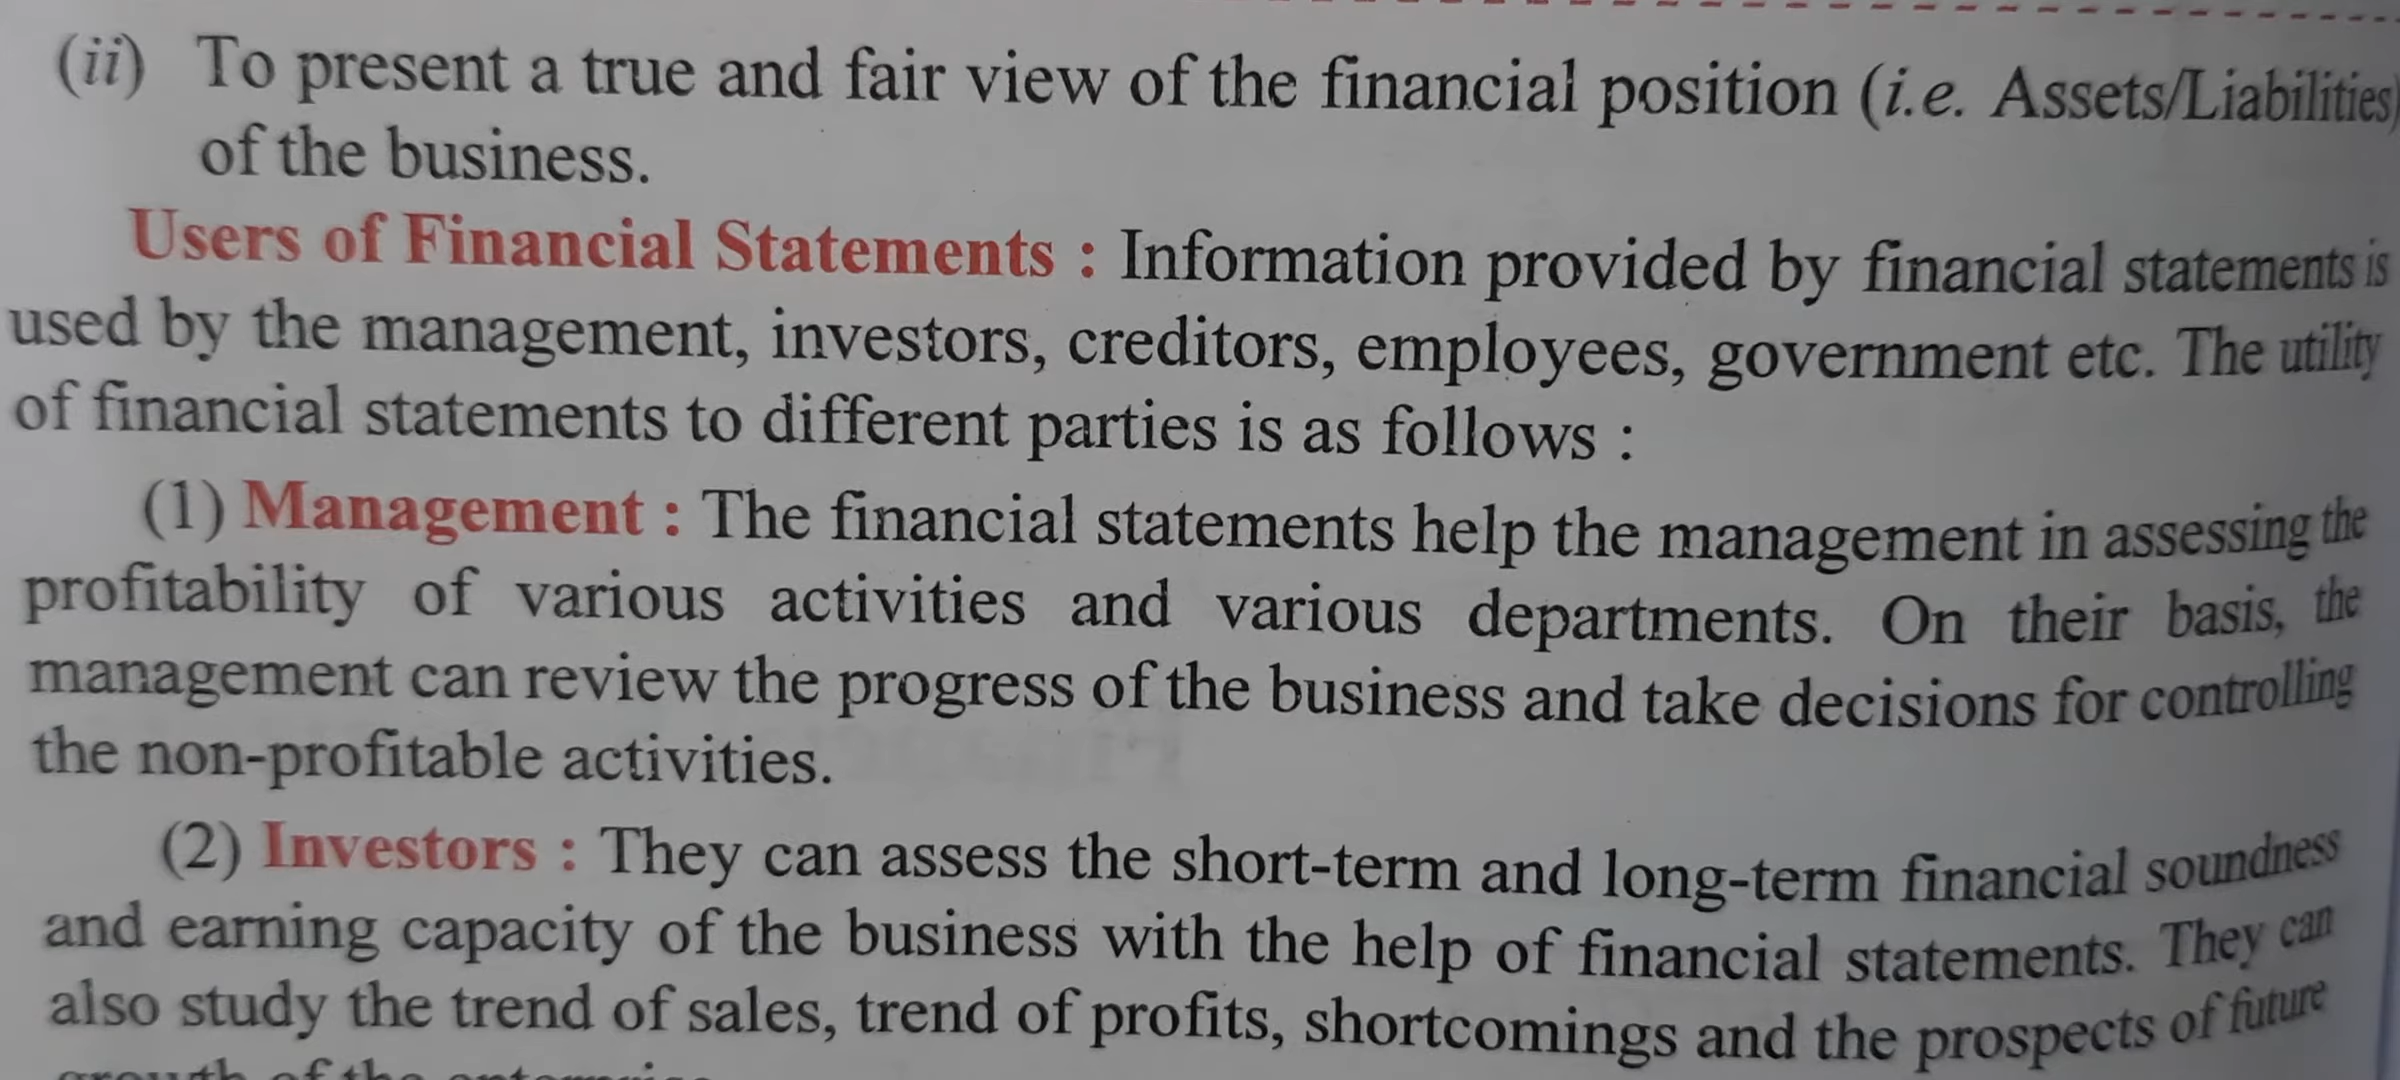 (ii) To present a true and fair view of the financial position (i.e. Assets/Liabilities)
of the business.
Users of Financial Statements : Information provided by financial statements is
used by the management, investors, creditors, employees, government etc. The utility
of financial statements to different parties is as follows :
(1) Management : The financial statements help the management in assessing the
profitability of various activities and various departments. On their basis, the
management can review the progress of the business and take decisions for controlling
the non-profitable activities.
(2) Investors : They can assess the short-term and long-term financial soundness
and earning capacity of the business with the help of financial statements. They can
also study the trend of sales, trend of profits, shortcomings and the prospects of future
growth of the enterprise